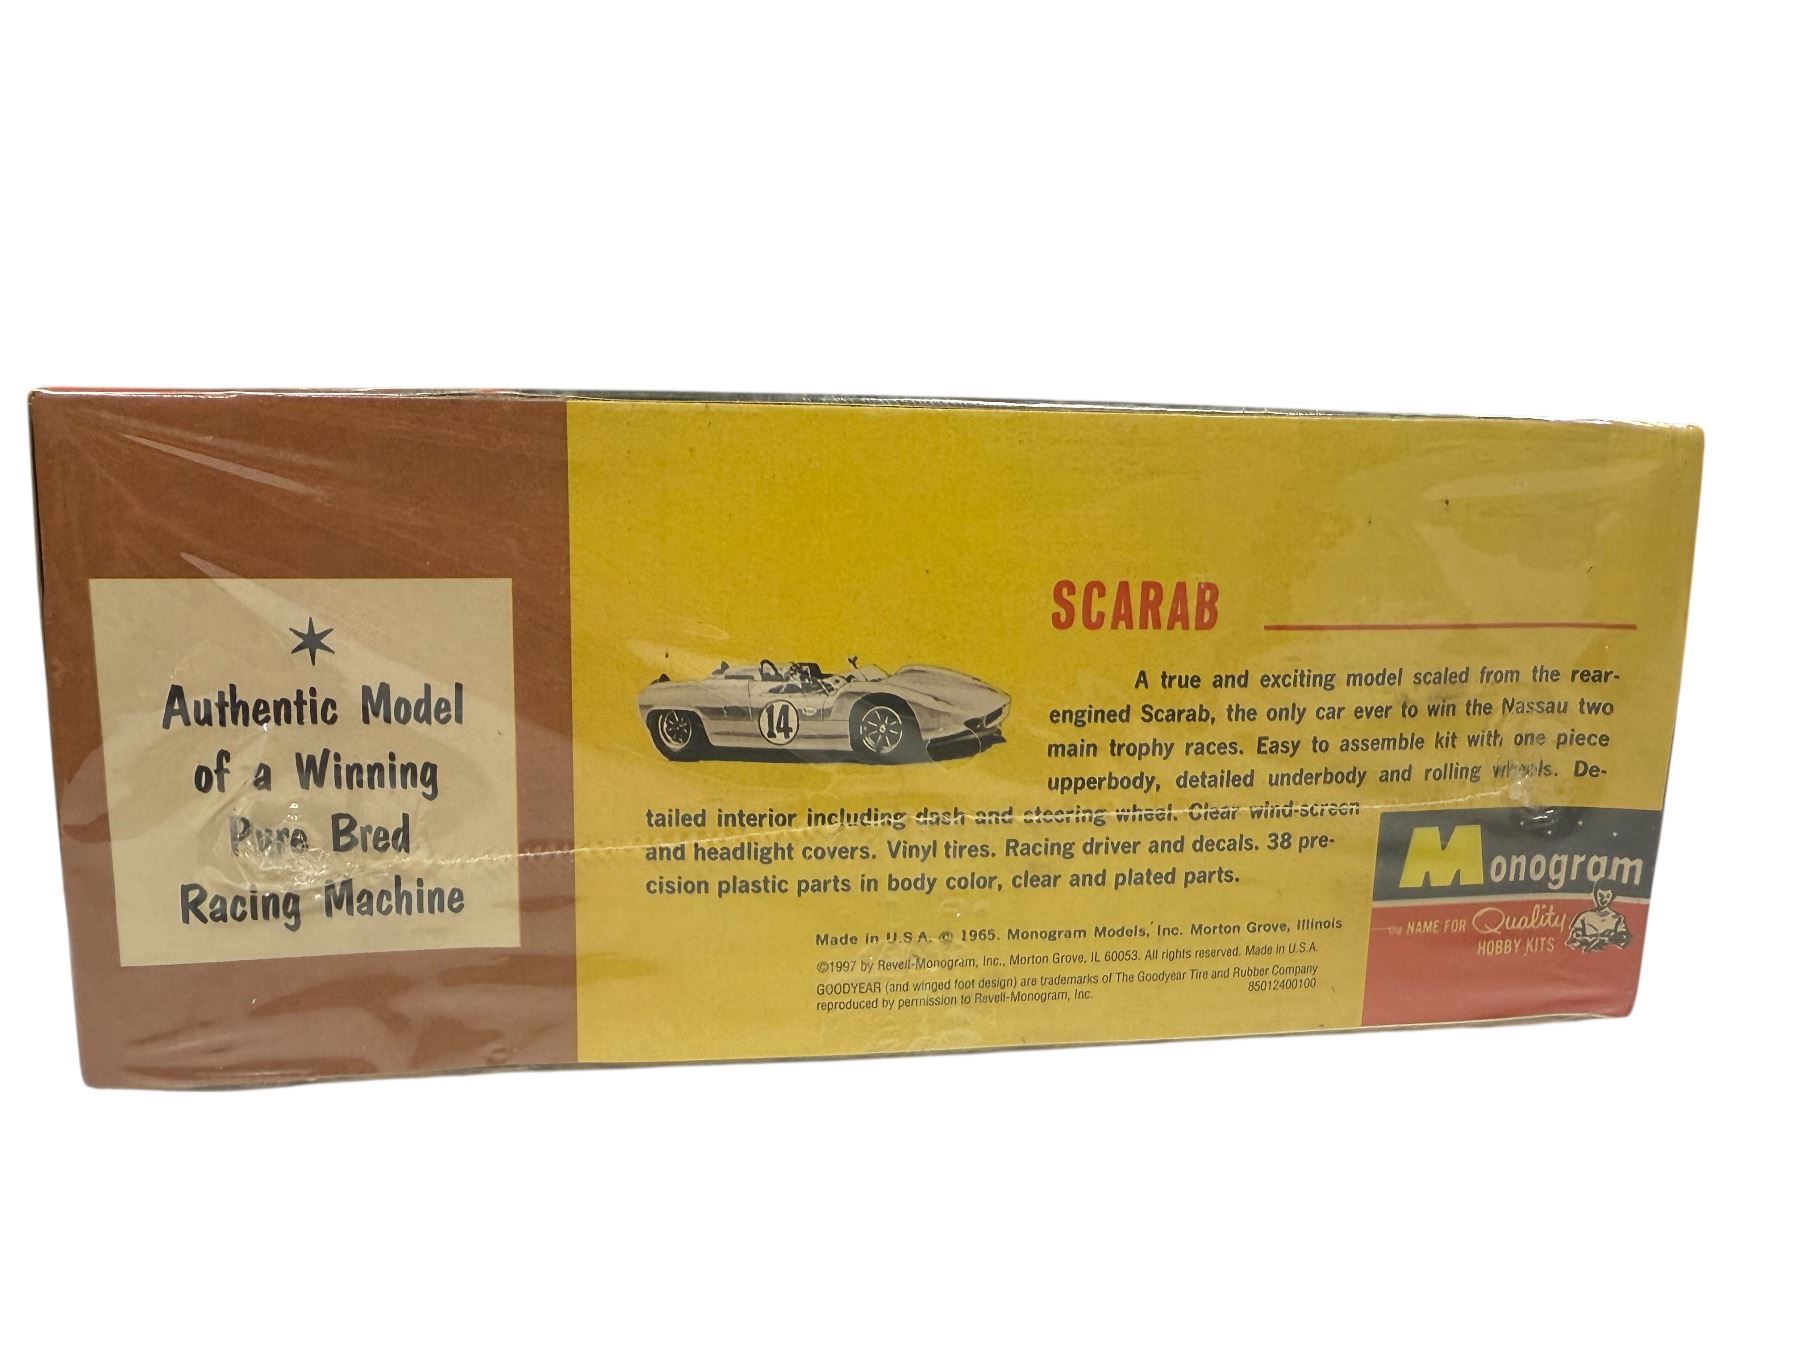 Authentic Model
of a Winning
Pure Bred
Racing Machine
14
SCARAB
A true and exciting model scaled from the rear-
engined Scarab, the only car ever to win the Nassau two
main trophy races. Easy to assemble kit with one piece
upperbody, detailed underbody and rolling wheels. De-
tailed interior including dash and steering wheel. Clear wind-screen
and headlight covers. Vinyl tires. Racing driver and decals. 38 pre-
cision plastic parts in body color, clear and plated parts.
Made in U.S.A. © 1965. Monogram Models, Inc. Morton Grove, Illinois
©1997 by Revell-Monogram, Inc., Morton Grove, IL 60053. All rights reserved. Made in U.S.A.
GOODYEAR (and winged foot design) are trademarks of The Goodyear Tire and Rubber Company
reproduced by permission to Revell-Monogram, Inc.
85012400100
Monogram
the NAME FOR Quality
HOBBY KITS